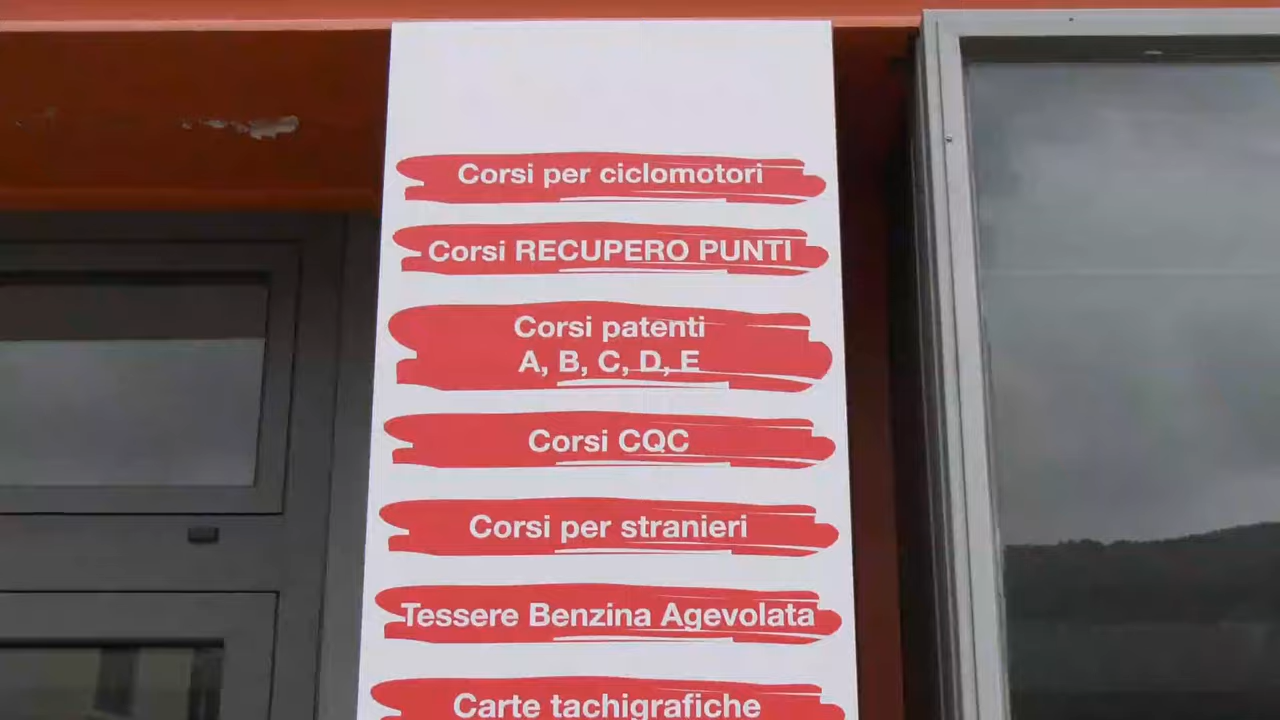 Corsi per ciclomotori
Corsi RECUPERO PUNTI
Corsi patenti
A, B, C, D, E
Corsi CQC
Corsi per stranieri
Tessere Benzina Agevolata
Carte tachigrafiche